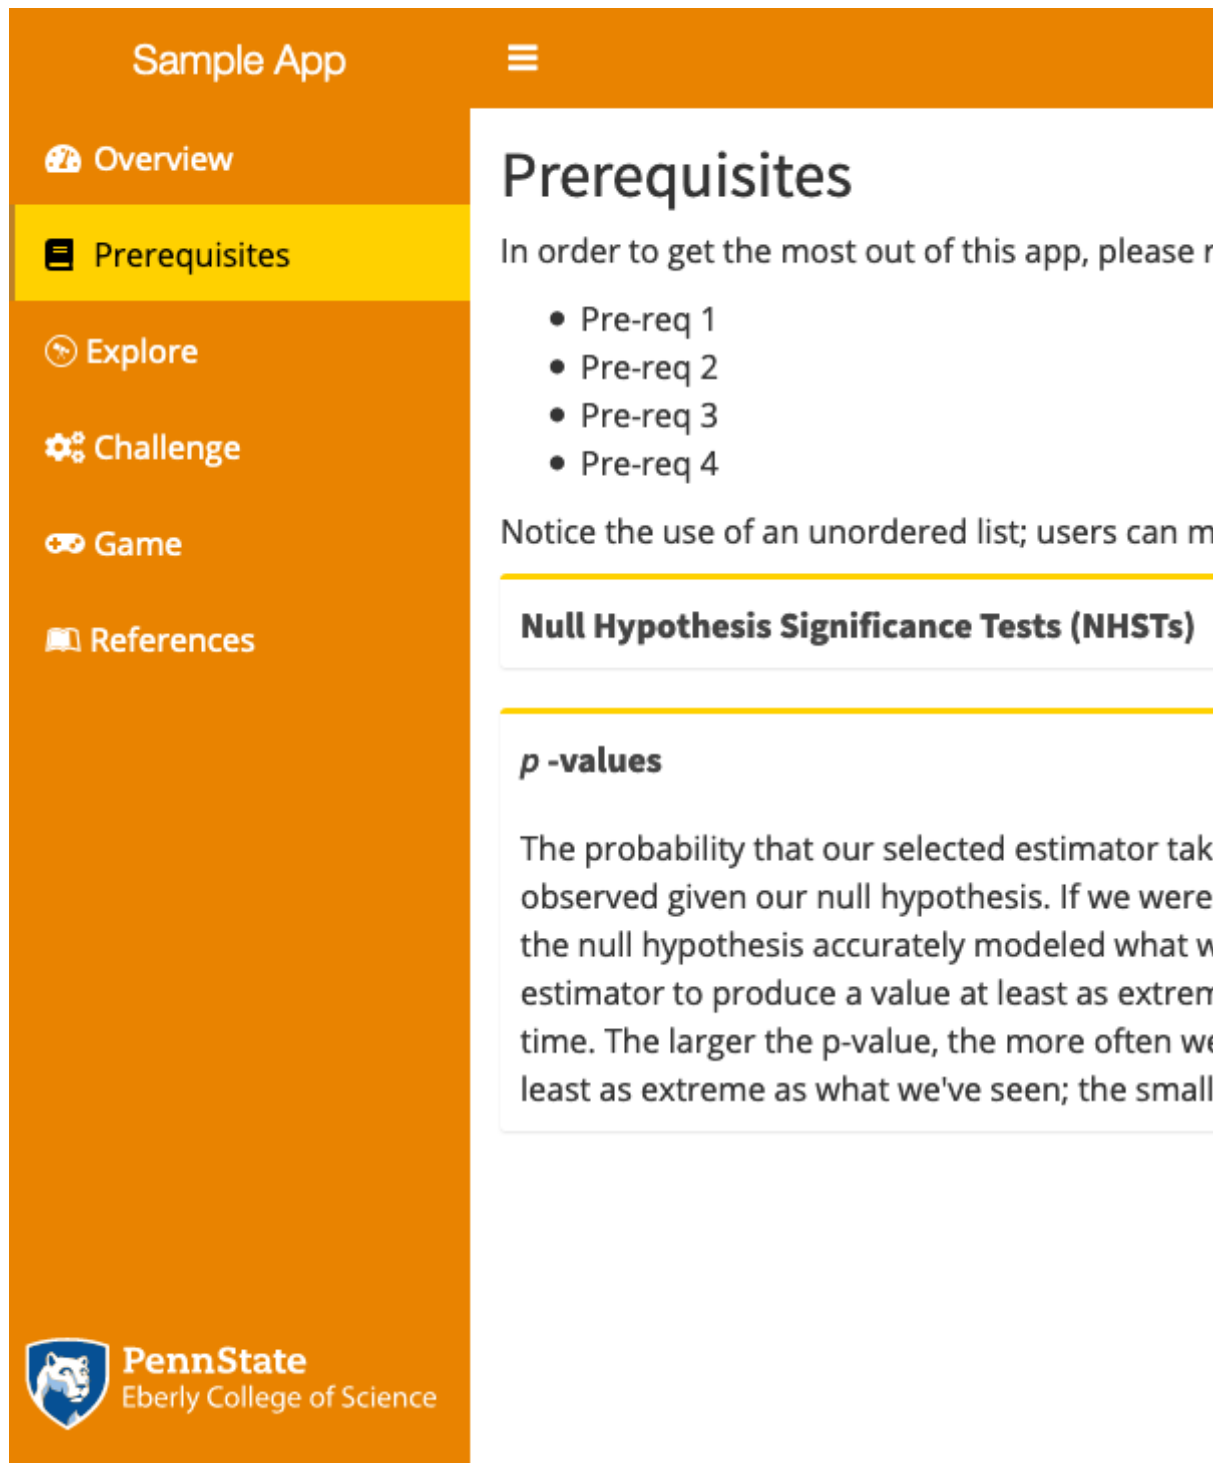 Sample App
Overview
Prerequisites
Explore
Challenge
Game
References
PennState
Eberly College of Science
Prerequisites
In order to get the most out of this app, please
Pre-req 1
Pre-req 2
Pre-req 3
Pre-req 4
Notice the use of an unordered list; users can
Null Hypothesis Significance Tests (NHSTs)
p -values
The probability that our selected estimator
observed given our null hypothesis. If we were
the null hypothesis accurately modeled what
estimator to produce a value at least as
time. The larger the p-value, the more often
least as extreme as what we've seen; the